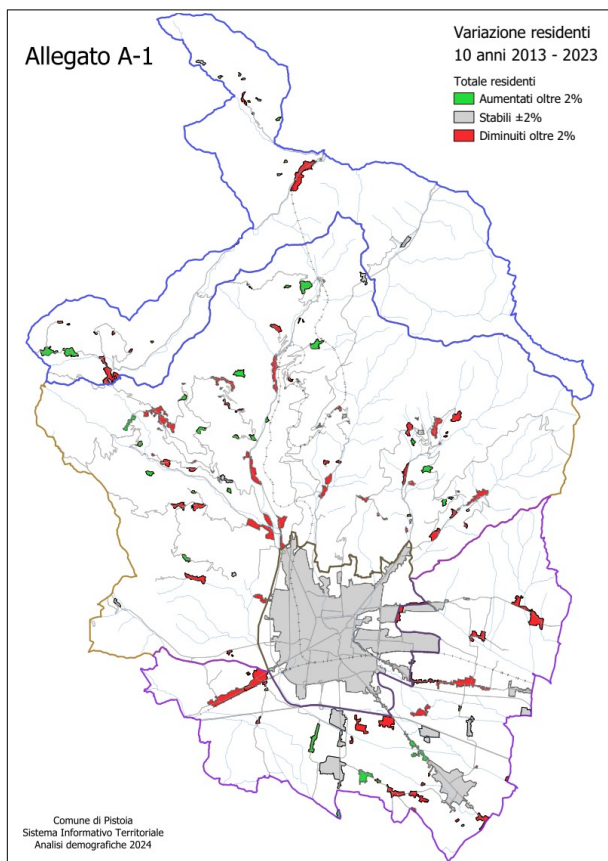 Allegato A-1
Variazione residenti
10 anni 2013 - 2023
Totale residenti
Aumentati oltre 2%
Stabili ±2%
Diminuiti oltre 2%
Comune di Pistoia
Sistema Informativo Territoriale
Analisi demografiche 2024